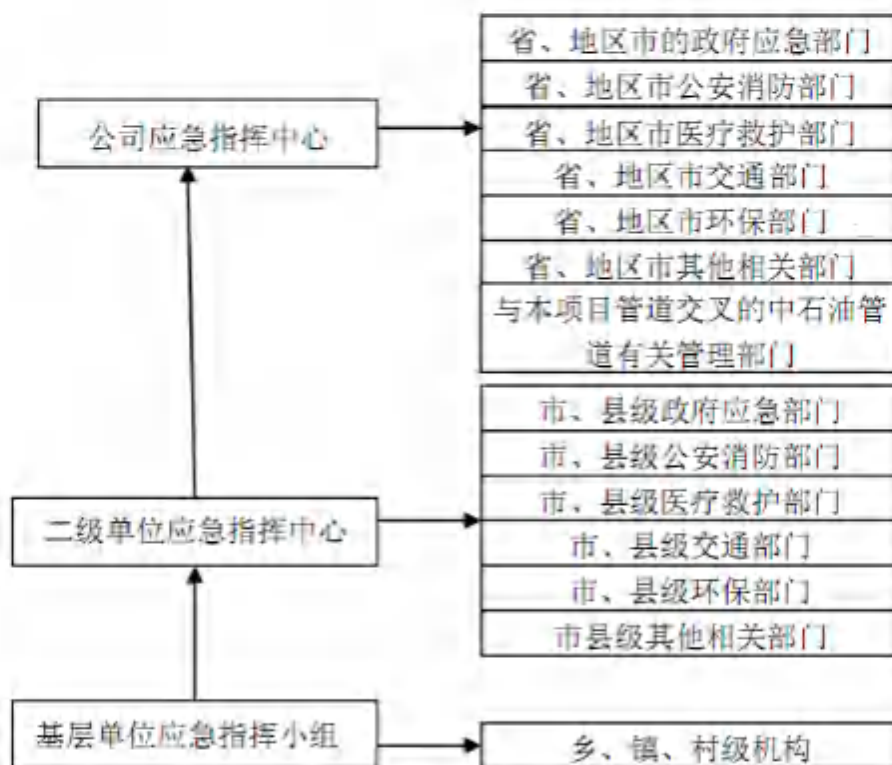 省、地区市的政府应急部门
省、地区市公安消防部门
公司应急指挥中心
省、地区市医疗救护部门
省、地区市交通部门
省、地区市环保部门
省、地区市其他相关部门
与本项目管道交叉的中石油管
道有关管理部门
市、县级政府应急部门
市、县级公安消防部门
市、县级医疗救护部门
二级单位应急指挥中心
市、县级交通部门
市、县级环保部门
市县级其他相关部门
基层单位应急指挥小组
乡、镇、村级机构